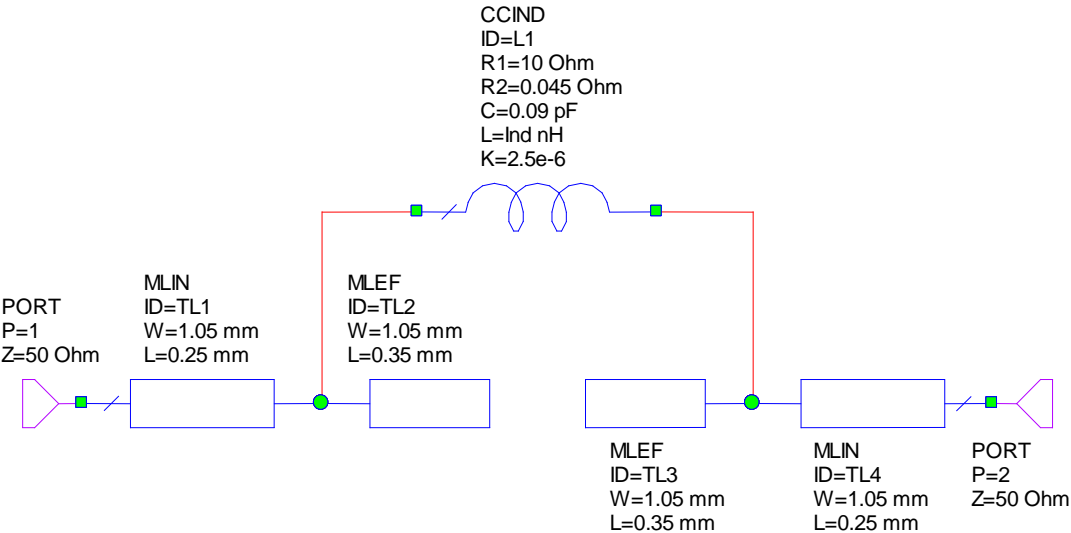 CCIND
ID=L1
R1=10 Ohm
R2=0.045 Ohm
C=0.09 pF
L=Ind nH
K=2.5e-6
PORT
P=1
Z=50 Ohm
MLIN
ID=TL1
W=1.05 mm
L=0.25 mm
MLEF
ID=TL2
W=1.05 mm
L=0.35 mm
MLEF
ID=TL3
W=1.05 mm
L=0.35 mm
MLIN
ID=TL4
W=1.05 mm
L=0.25 mm
PORT
P=2
Z=50 Ohm